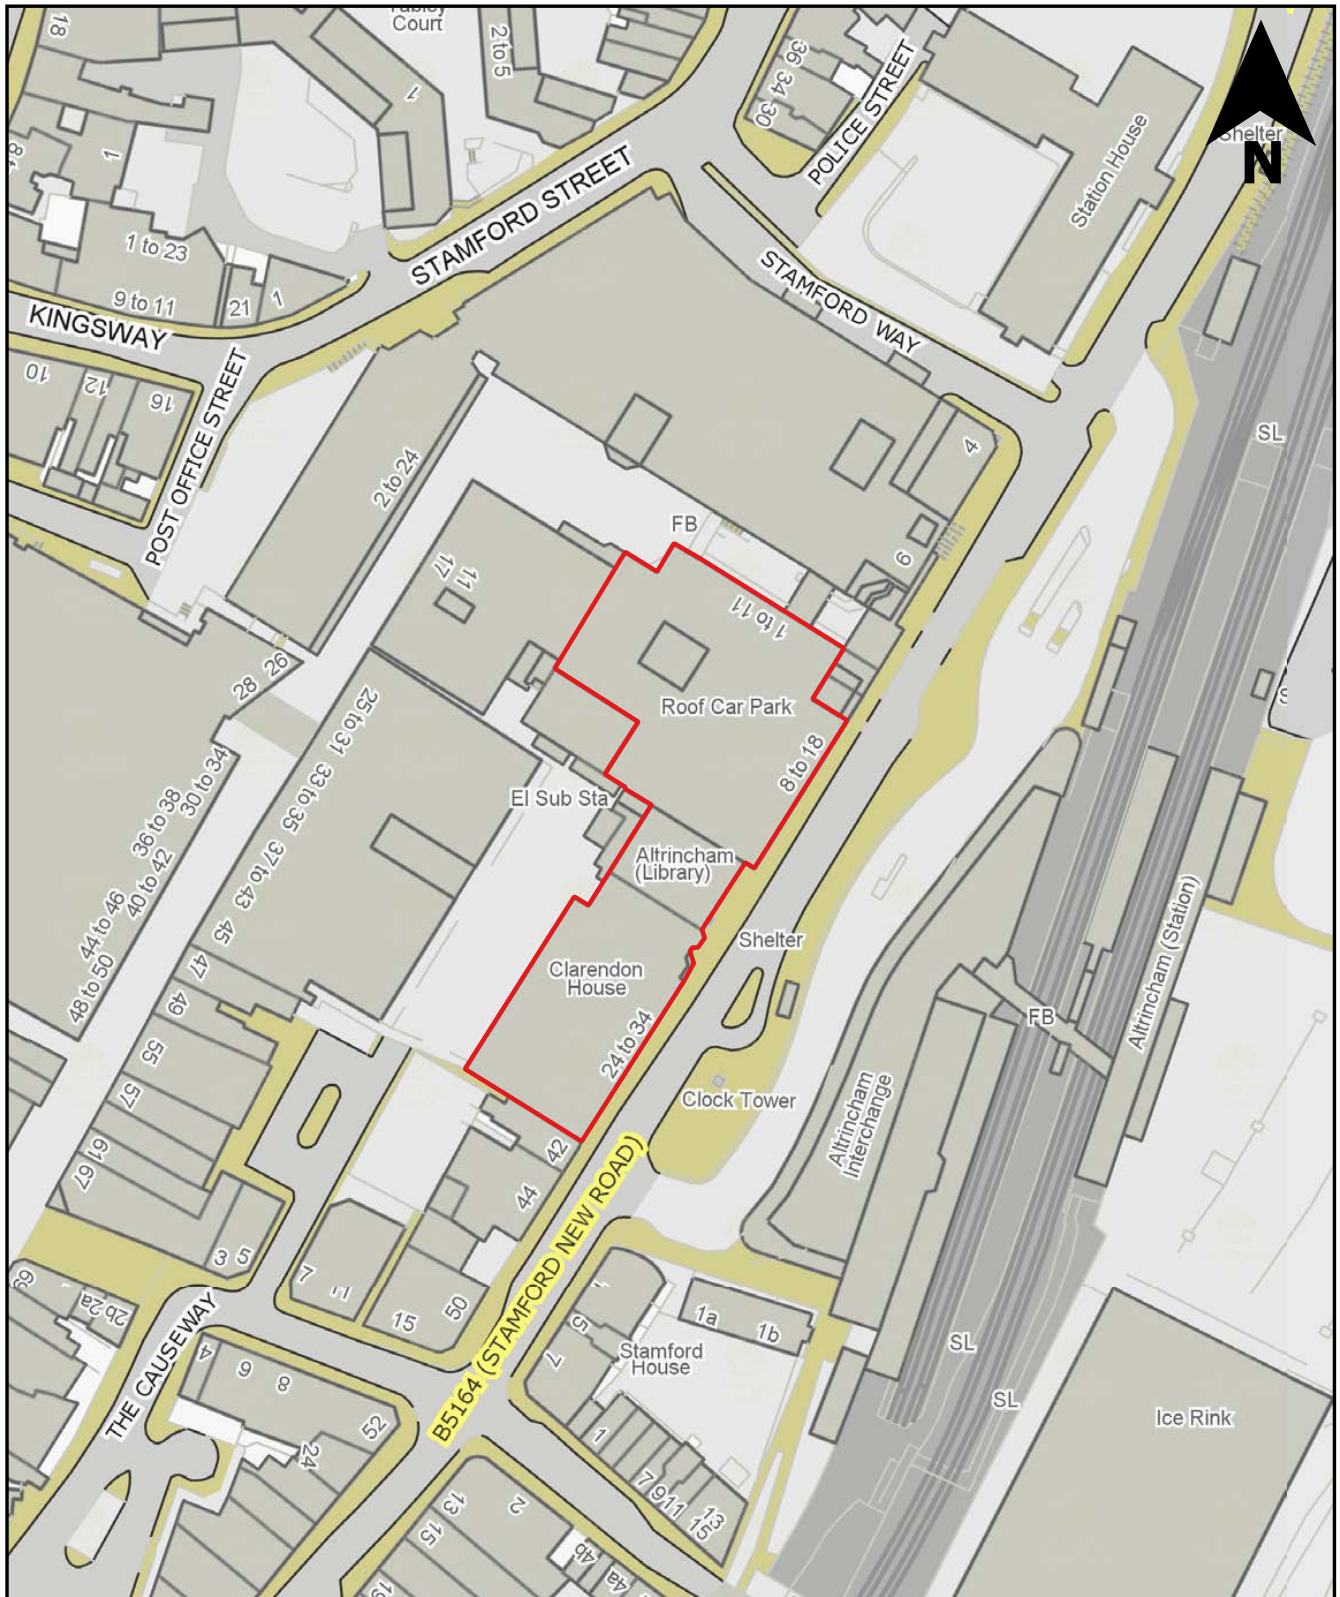 Court
18
2 to 5
1
36 34 30
POLICE STREET
Shelter
N
Station House
1
STAMFORD STREET
1 to 23
9 to 11
21
1
KINGSWAY
STAMFORD WAY
10
12
16
POST OFFICE STREET
2 to 24
4
SL
FB
11
17
1 to 11
9
28
26
Roof Car Park
8 to 18
25 to 31
33 to 35
37 to 43
45
47
49
55
57
61
67
30 to 34
36 to 38
40 to 42
44 to 46
48 to 50
El Sub Sta
Altrincham
(Library)
Shelter
Clarendon
House
24 to 34
Altrincham (Station)
FB
Clock Tower
Altrincham
Interchange
42
44
B5164 (STAMFORD NEW ROAD)
3
5
7
11
15
50
69
2b 2a
THE CAUSEWAY
4
6
8
52
24
5
7
Stamford
House
1a
1b
SL
SL
Ice Rink
1
7
9
11
13
15
13
15
2
4b
4a
19